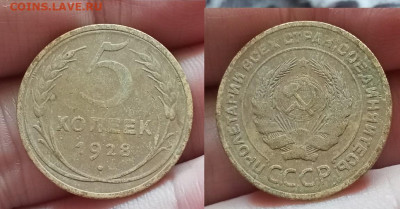 COINS.LAVE.RU
5
КОПЕЕК
1928
ПРОЛЕТАРИИ ВСЕХ СТРАН, СОЕДИНЯЙТЕСЬ!
СССР